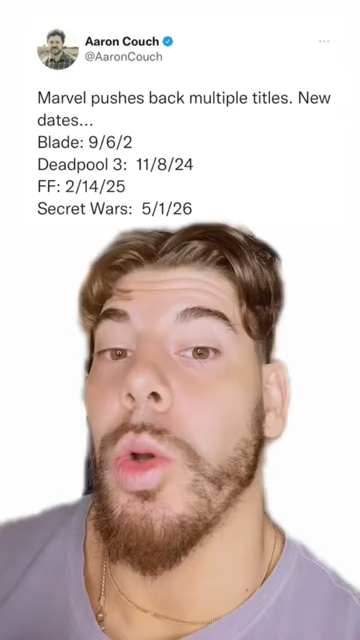 Aaron Couch
@AaronCouch
Marvel pushes back multiple titles. New
dates...
Blade: 9/6/2
Deadpool 3:  11/8/24
FF: 2/14/25
Secret Wars:  5/1/26